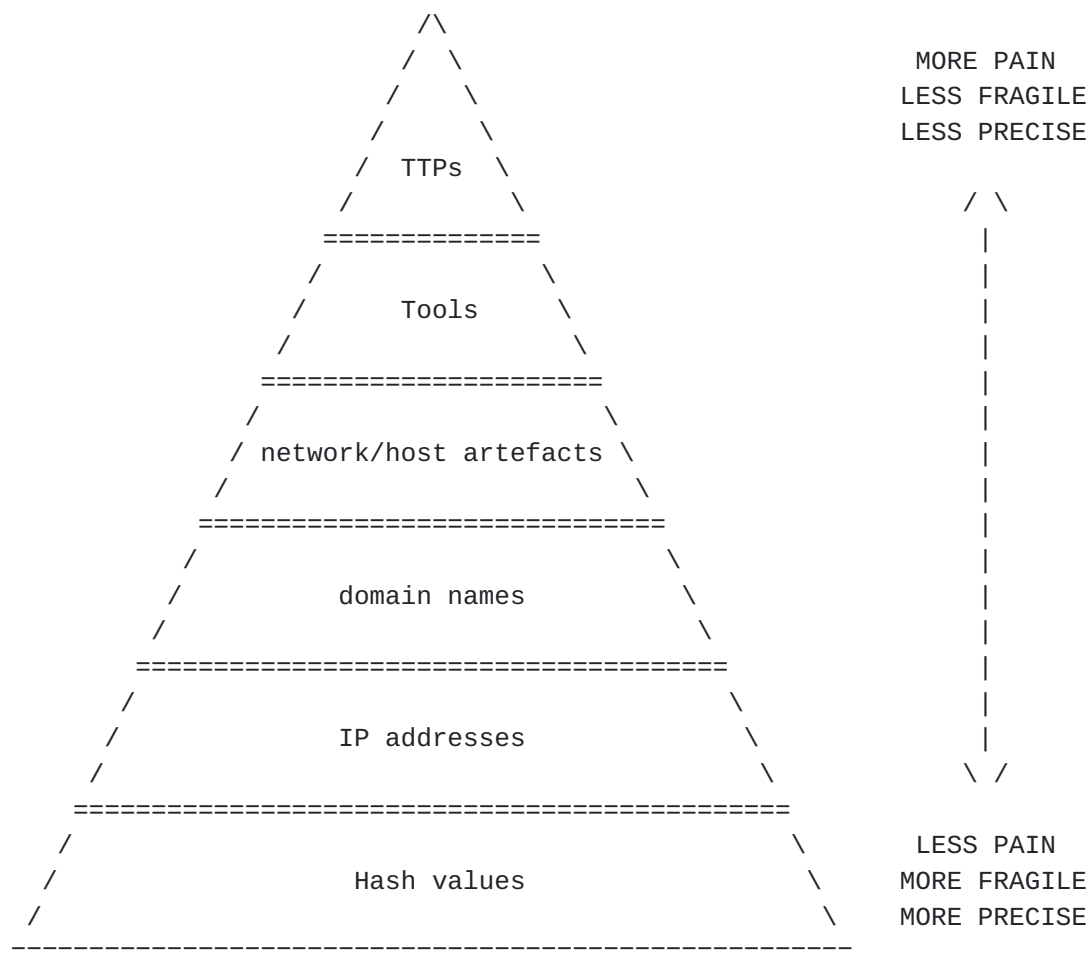 MORE PAIN
LESS FRAGILE
LESS PRECISE
TTPs
Tools
network/host artefacts
domain names
IP addresses
LESS PAIN
Hash values
MORE FRAGILE
MORE PRECISE